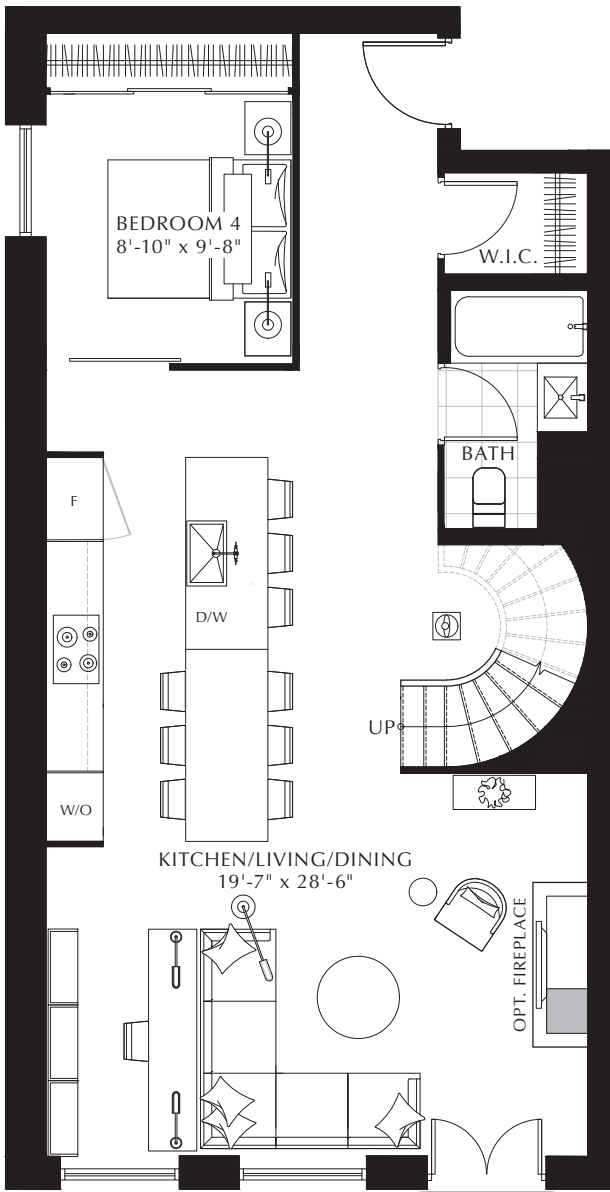 BEDROOM 4
8'-10" x 9'-8"
W.I.C.
BATH
F
D/W
UP
W/O
KITCHEN/LIVING/DINING
19'-7" x 28'-6"
OPT. FIREPLACE